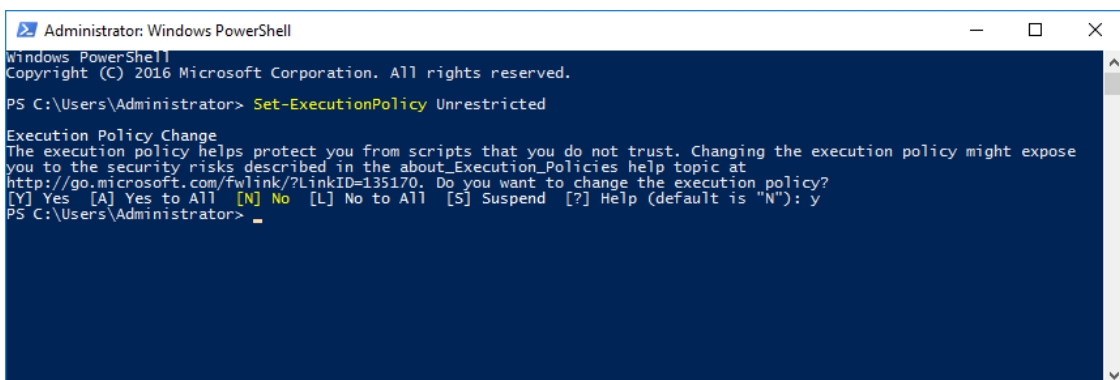 Administrator: Windows PowerShell
Windows PowerShell
Copyright (C) 2016 Microsoft Corporation. All rights reserved.
PS C:\Users\Administrator> Set-ExecutionPolicy Unrestricted
Execution Policy Change
The execution policy helps protect you from scripts that you do not trust. Changing the execution policy might expose
you to the security risks described in the about_Execution_Policies help topic at
http://go.microsoft.com/fwlink/?LinkID=135170. Do you want to change the execution policy?
[Y] Yes  [A] Yes to All  [N] No  [L] No to All  [S] Suspend  [?] Help (default is "N"): y
PS C:\Users\Administrator> _